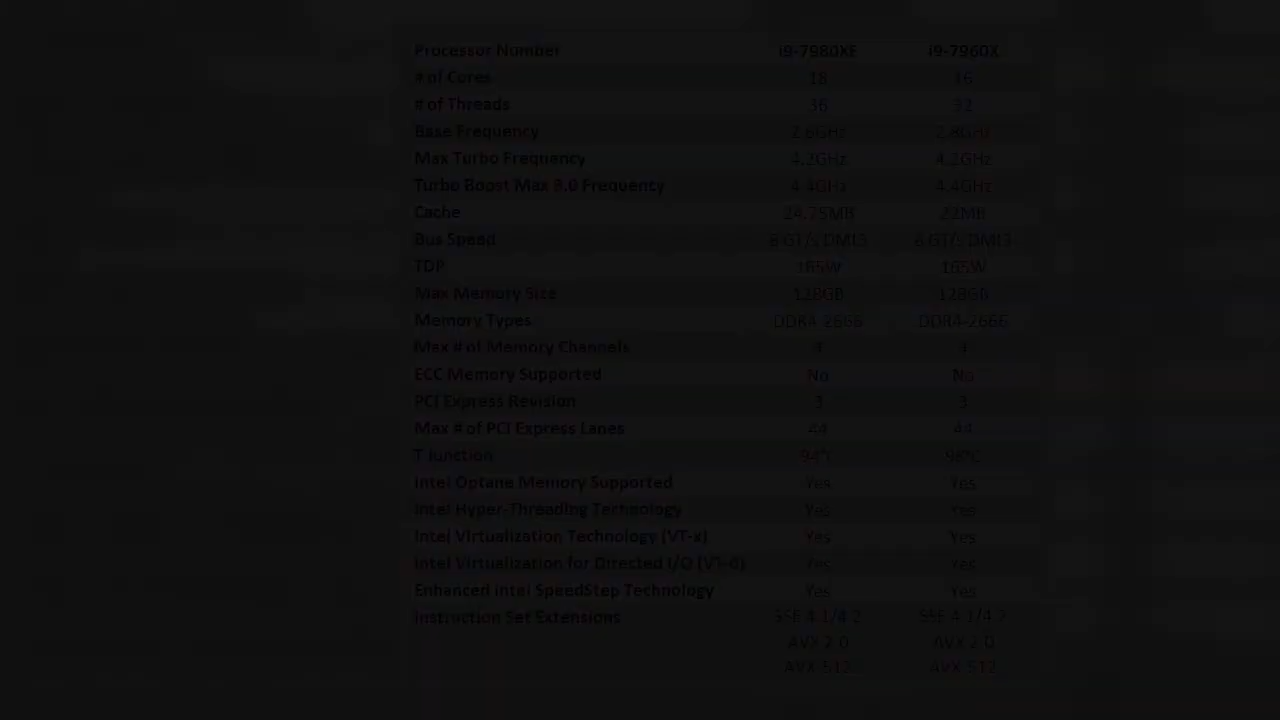 Processor Number i9-7980XE i9-7960X
# of Cores 18 16
# of Threads 36 32
Base Frequency 2.6GHz 2.8GHz
Max Turbo Frequency 4.2GHz 4.2GHz
Turbo Boost Max 3.0 Frequency 4.4GHz 4.4GHz
Cache 24.75MB 22MB
Bus Speed 8 GT/s DMI3 8 GT/s DMI3
TDP 165W 165W
Max Memory Size 128GB 128GB
Memory Types DDR4-2666 DDR4-2666
Max # of Memory Channels 4 4
ECC Memory Supported No No
PCI Express Revision 3 3
Max # of PCI Express Lanes 44 44
T Junction 94°C
Intel Optane Memory Supported Yes Yes
Intel Hyper-Threading Technology Yes Yes
Intel Virtualization Technology (VT-x) Yes Yes
Intel Virtualization for Directed I/O (VT-d) Yes Yes
Enhanced Intel SpeedStep Technology Yes Yes
Instruction Set Extensions SSE 4.1/4.2 SSE 4.1/4.2
AVX 2.0 AVX 2.0
AVX 512 AVX 512